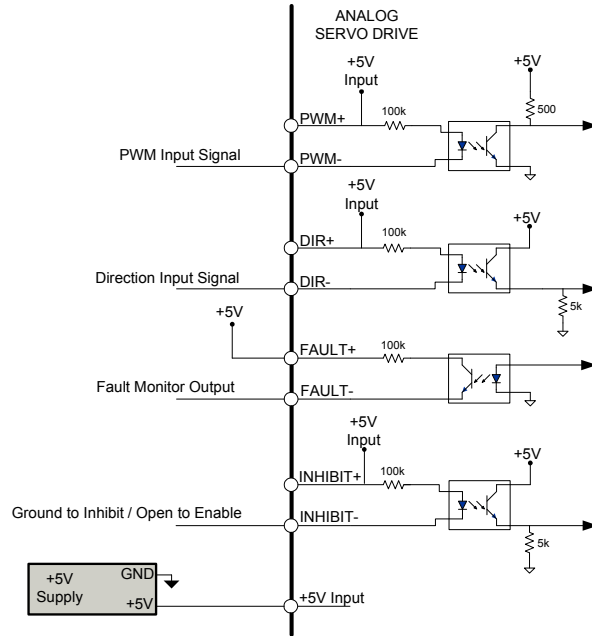 ANALOG
SERVO DRIVE
+5V
Input
+5V
PWM+
100k
500
PWM Input Signal
PWM-
+5V
Input
+5V
DIR+
100k
Direction Input Signal
DIR-
5k
+5V
FAULT+
100k
Fault Monitor Output
FAULT-
+5V
Input
+5V
INHIBIT+
100k
Ground to Inhibit / Open to Enable
INHIBIT-
5k
+5V
Supply
GND
+5V
+5V Input